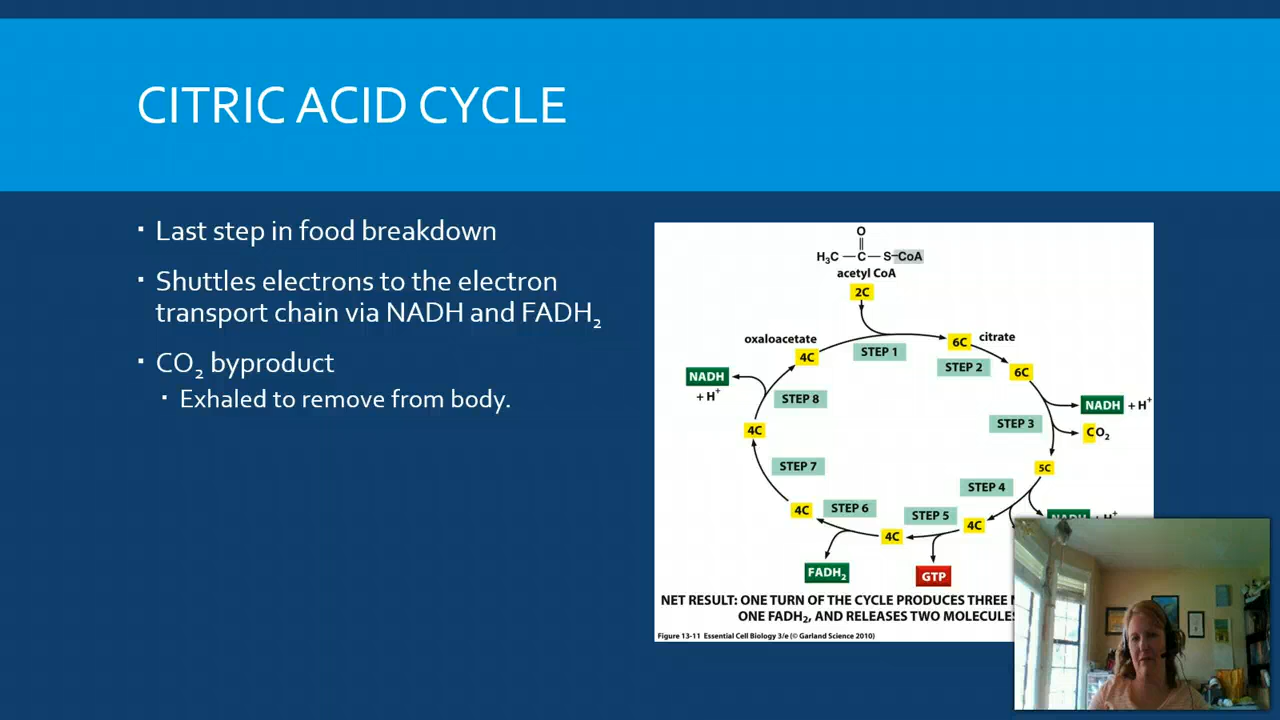 CITRIC ACID CYCLE
▪ Last step in food breakdown
▪ Shuttles electrons to the electron
transport chain via NADH and FADH₂
▪ CO₂ byproduct
▪ Exhaled to remove from body.
O
H₃C — C — S–CoA
acetyl CoA
2C
oxaloacetate
4C
STEP 1
6C
citrate
STEP 2
6C
NADH
+ H⁺
STEP 8
NADH + H⁺
STEP 3
CO₂
4C
STEP 7
5C
STEP 4
NADH + H⁺
4C
STEP 6
STEP 5
4C
4C
FADH₂
GTP
NET RESULT: ONE TURN OF THE CYCLE PRODUCES THREE
ONE FADH₂, AND RELEASES TWO MOLECULES
Figure 13-11 Essential Cell Biology 3/e (© Garland Science 2010)